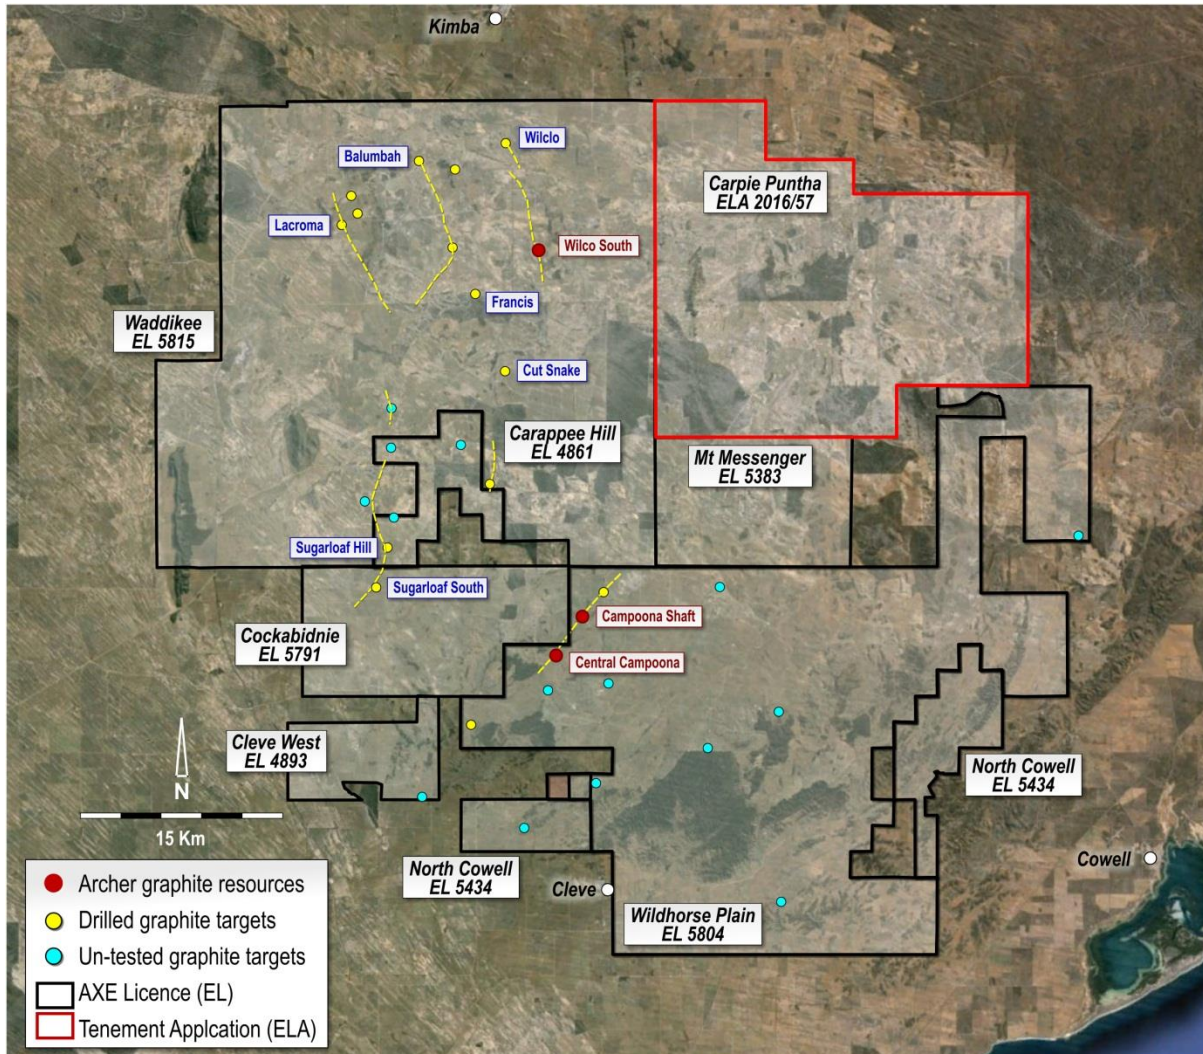 Kimba
Wilclo
Balumbah
Carpie Puntha
ELA 2016/57
Lacroma
Wilco South
Francis
Waddikee
EL 5815
Cut Snake
Carappee Hill
EL 4861
Mt Messenger
EL 5383
Sugarloaf Hill
Sugarloaf South
Campoona Shaft
Cockabidnie
EL 5791
Central Campoona
Cleve West
EL 4893
North Cowell
EL 5434
N
15 Km
North Cowell
EL 5434
Cowell
Cleve
Wildhorse Plain
EL 5804
Archer graphite resources
Drilled graphite targets
Un-tested graphite targets
AXE Licence (EL)
Tenement Applcation (ELA)